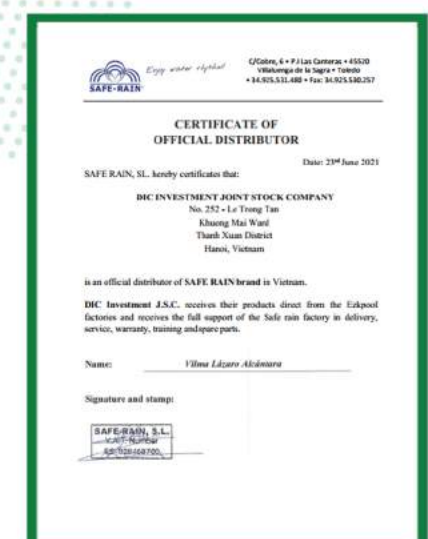 SAFE-RAIN
Enjoy water rhythm!
C/Cobre, 6 • P.I Las Canteras • 45520
Villaluenga de la Sagra • Toledo
• 34.925.531.488 • Fax: 34.925.530.257
CERTIFICATE OF
OFFICIAL DISTRIBUTOR
Date: 23rd June 2021
SAFE RAIN, SL. hereby certificates that:
DIC INVESTMENT JOINT STOCK COMPANY
No. 252 - Le Trong Tan
Khuong Mai Ward
Thanh Xuan District
Hanoi, Vietnam
is an official distributor of SAFE RAIN brand in Vietnam.
DIC Investment J.S.C. receives their products direct from the Ezkpool
factories and receives the full support of the Safe rain factory in delivery,
service, warranty, training andspare parts.
Name: Vilma Lázaro Alcántara
Signature and stamp:
SAFE-RAIN, S.L.
V.A.T-Number